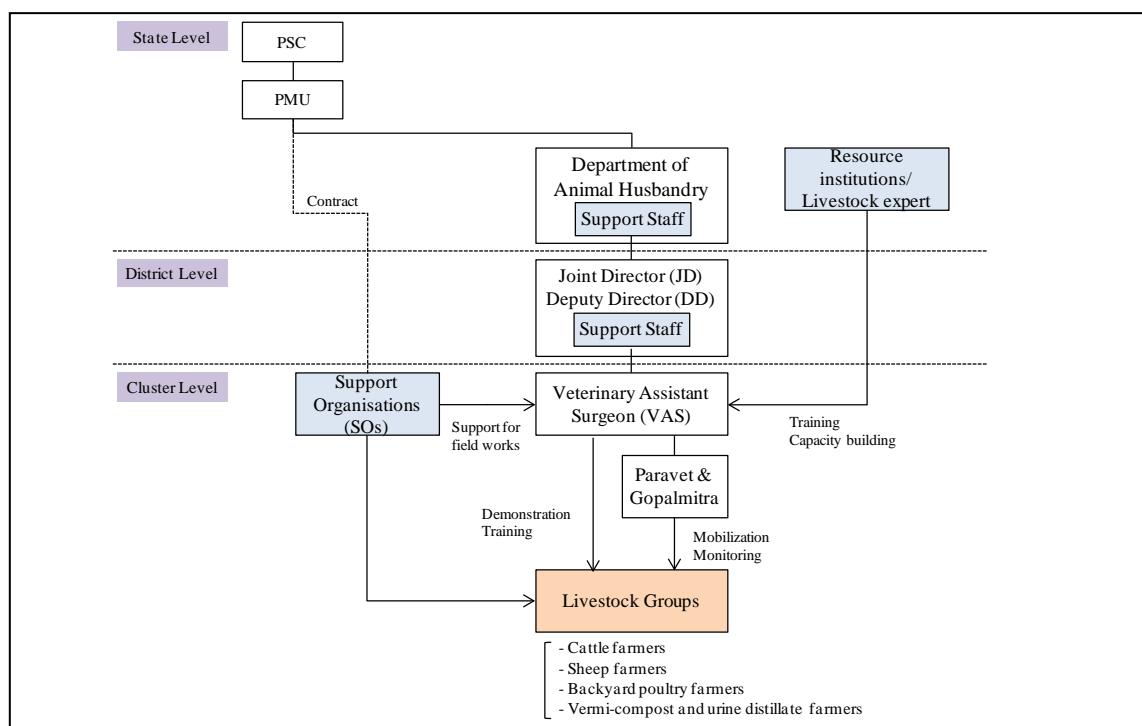 State Level
PSC
PMU
Department of
Animal Husbandry
Support Staff
Resource
institutions/
Livestock expert
Contract
District Level
Joint Director (JD)
Deputy Director (DD)
Support Staff
Cluster Level
Support
Organisations
(SOs)
Support for
field works
Veterinary Assistant
Surgeon (VAS)
Training
Capacity building
Paravet &
Gopalmitra
Demonstration
Training
Mobilization
Monitoring
Livestock Groups
- Cattle farmers
- Sheep farmers
- Backyard poultry farmers
- Vermi-compost and urine distillate farmers